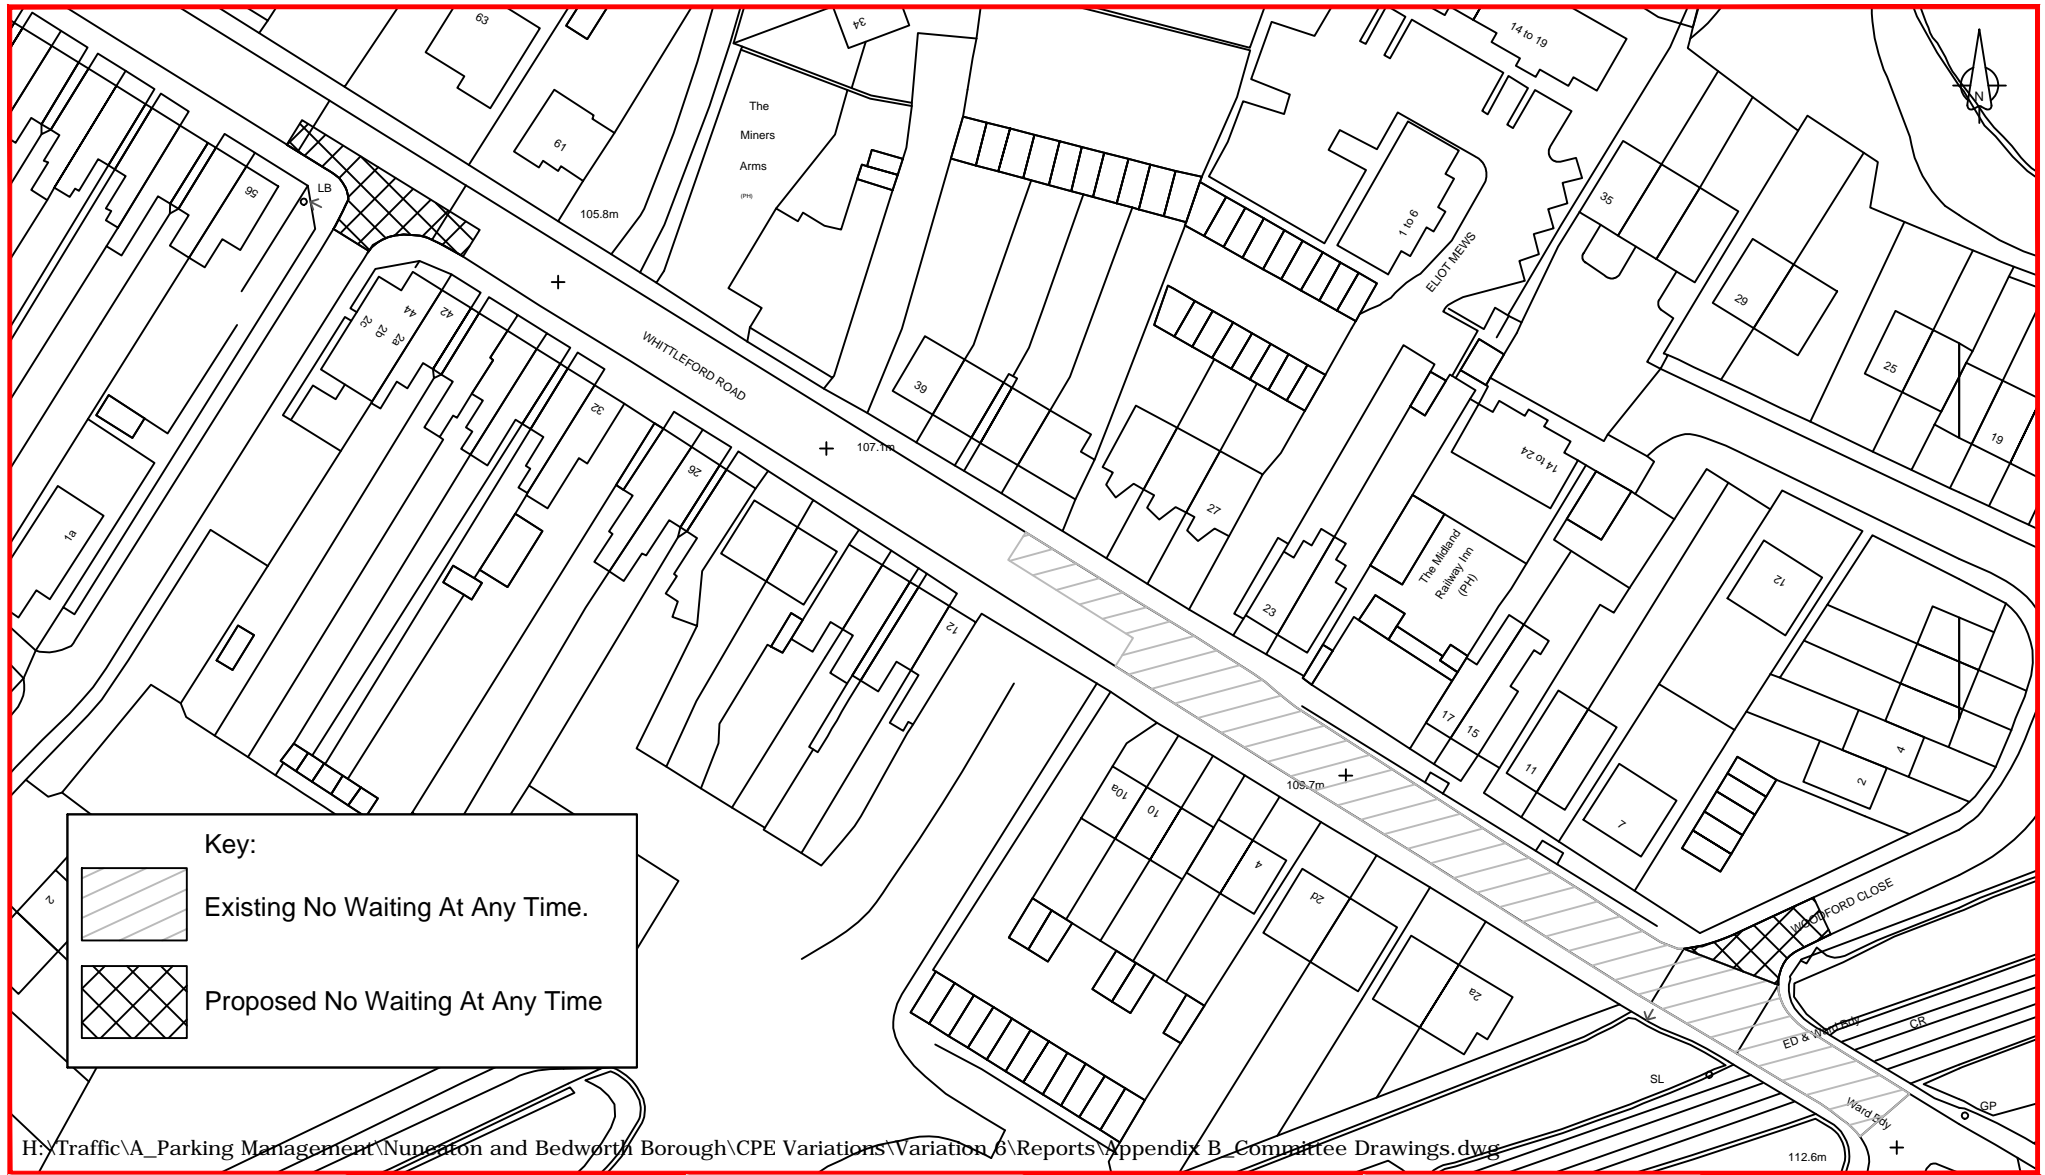 63
34
14 to 19
N
The
Miners
Arms
(PH)
61
1 to 6
35
56
LB
105.8m
ELIOT MEWS
29
44
42
2c
2b
2a
WHITTLEFORD ROAD
25
39
32
19
107.1m
26
14 to 24
27
1a
The Midland
Railway Inn
(PH)
12
23
12
17
15
11
4
2
109.7m
10a
10
7
4
2d
WOODFORD CLOSE
2
2a
ED & Ward Bdy
CR
SL
Ward Bdy
GP
112.6m
Key:
Existing No Waiting At Any Time.
Proposed No Waiting At Any Time
H:\Traffic\A_Parking Management\Nuneaton and Bedworth Borough\CPE Variations\Variation 6\Reports\Appendix B_Committee Drawings.dwg